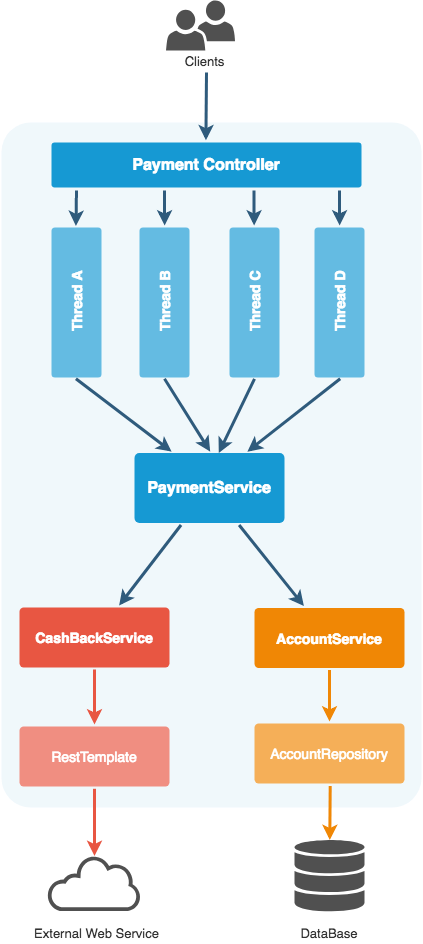 Clients
Payment Controller
Thread A
Thread B
Thread C
Thread D
PaymentService
CashBackService
AccountService
RestTemplate
AccountRepository
External Web Service
DataBase